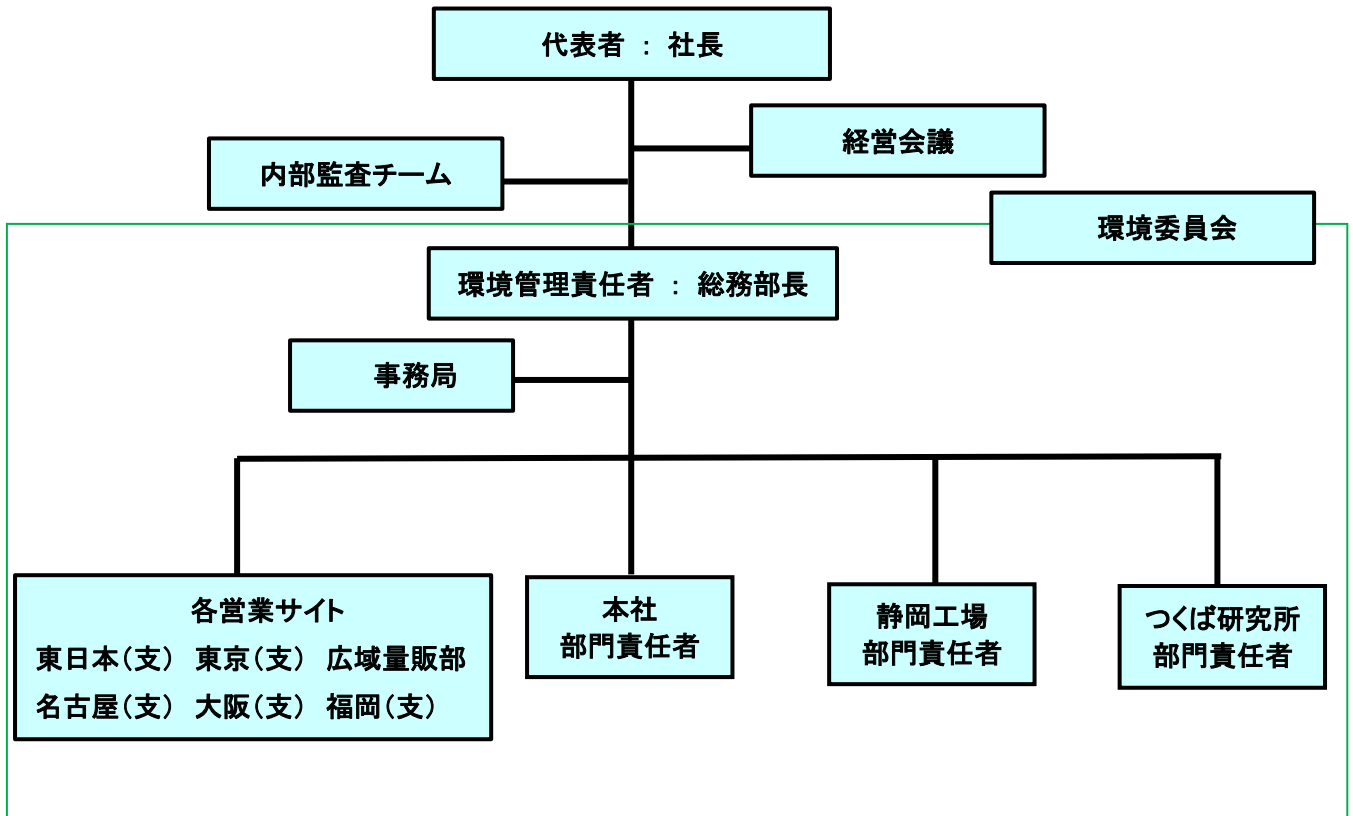 代表者 : 社長
経営会議
内部監査チーム
環境委員会
環境管理責任者 : 総務部長
事務局
各営業サイト
東日本(支) 東京(支) 広域量販部
名古屋(支) 大阪(支) 福岡(支)
本社
部門責任者
静岡工場
部門責任者
つくば研究所
部門責任者